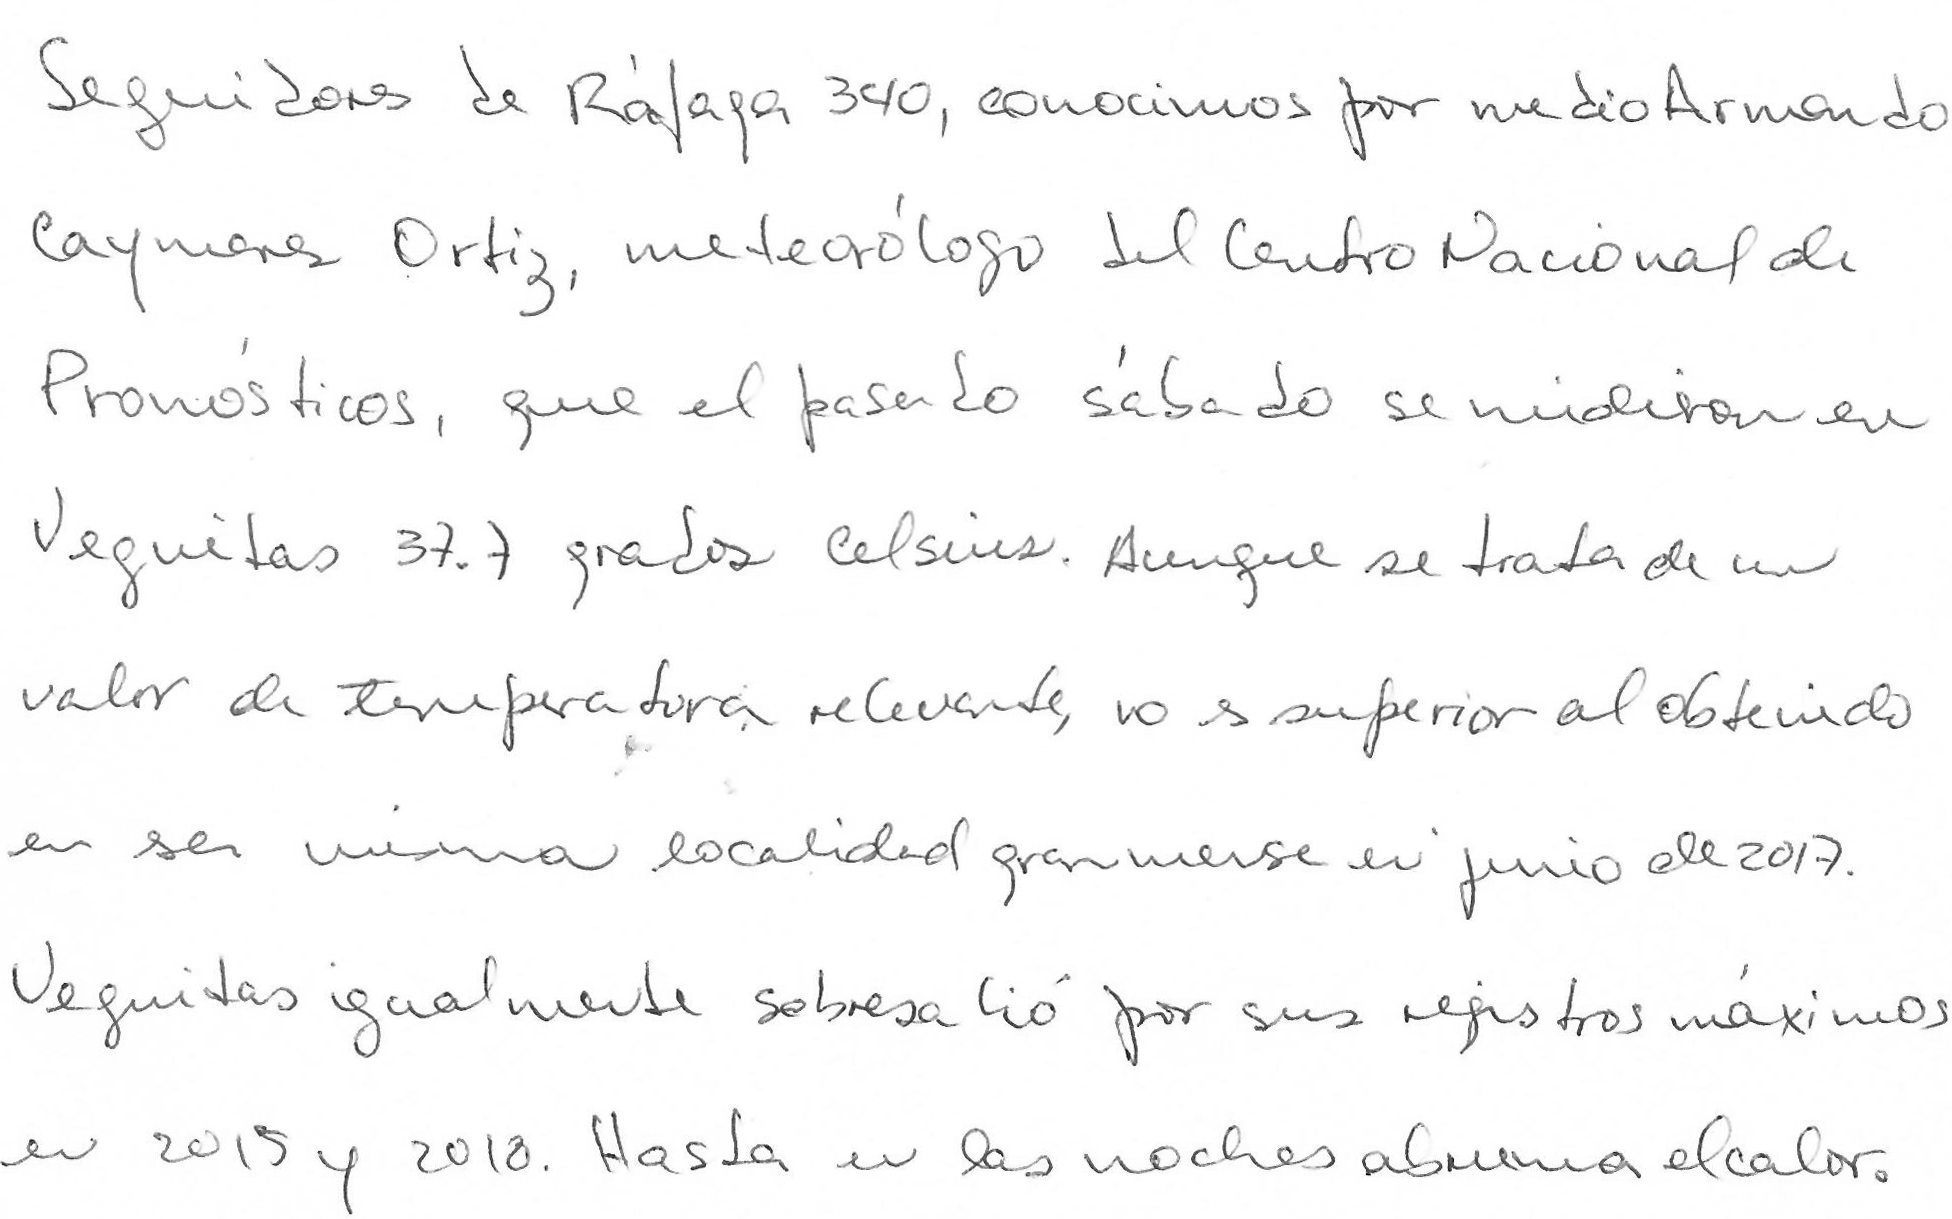 Seguidores de Ráfaga 340, conocimos por medio Armando
Caymares Ortiz, meteorólogo del Centro Nacional de
Pronósticos, que el pasado sábado se midieron en
Veguitas 37.7 grados Celsius. Aunque se trata de un
valor de temperatura relevante, no es superior al obtenido
en esa misma localidad granmense en junio de 2017.
Veguitas igualmente sobresalió por sus registros máximos
en 2015 y 2018. Hasta en las noches abruma el calor.